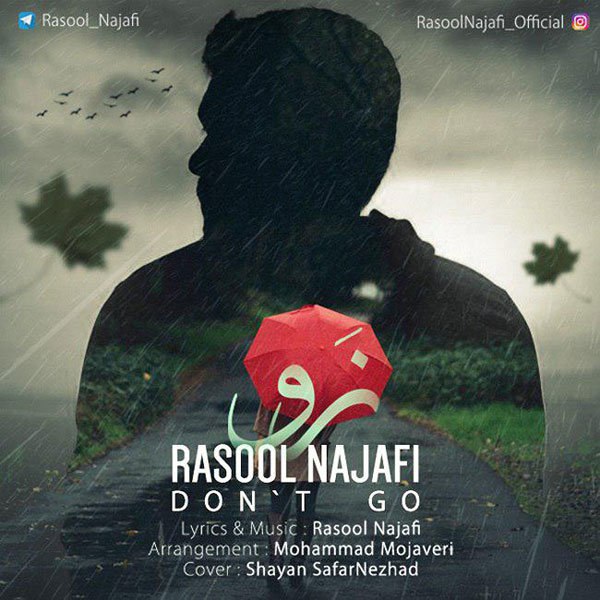 Rasool_Najafi
RasoolNajafi_Official
نرو
RASOOL NAJAFI
DON`T GO
Lyrics & Music : Rasool Najafi
Arrangement : Mohammad Mojaveri
Cover : Shayan SafarNezhad